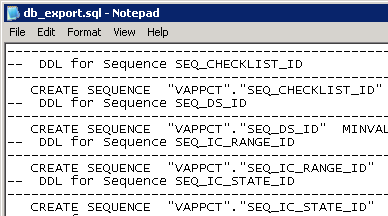 db_export.sql - Notepad
File Edit Format View Help
--------------------------------------------------------
-- DDL for Sequence SEQ_CHECKLIST_ID
--------------------------------------------------------
CREATE SEQUENCE "VAPPCT"."SEQ_CHECKLIST_ID"
-- DDL for Sequence SEQ_DS_ID
--------------------------------------------------------
CREATE SEQUENCE "VAPPCT"."SEQ_DS_ID" MINVAL
-- DDL for Sequence SEQ_IC_RANGE_ID
--------------------------------------------------------
CREATE SEQUENCE "VAPPCT"."SEQ_IC_RANGE_ID"
-- DDL for Sequence SEQ_IC_STATE_ID
--------------------------------------------------------
CREATE SEQUENCE "VAPPCT"."SEQ_IC_STATE_ID"